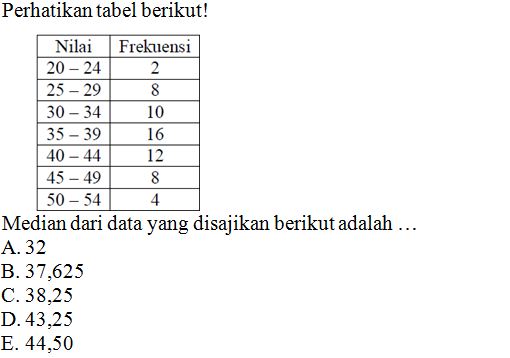 Perhatikan tabel berikut!
Nilai Frekuensi
20 – 24 2
25 – 29 8
30 – 34 10
35 – 39 16
40 – 44 12
45 – 49 8
50 – 54 4
Median dari data yang disajikan berikut adalah …
A. 32
B. 37,625
C. 38,25
D. 43,25
E. 44,50